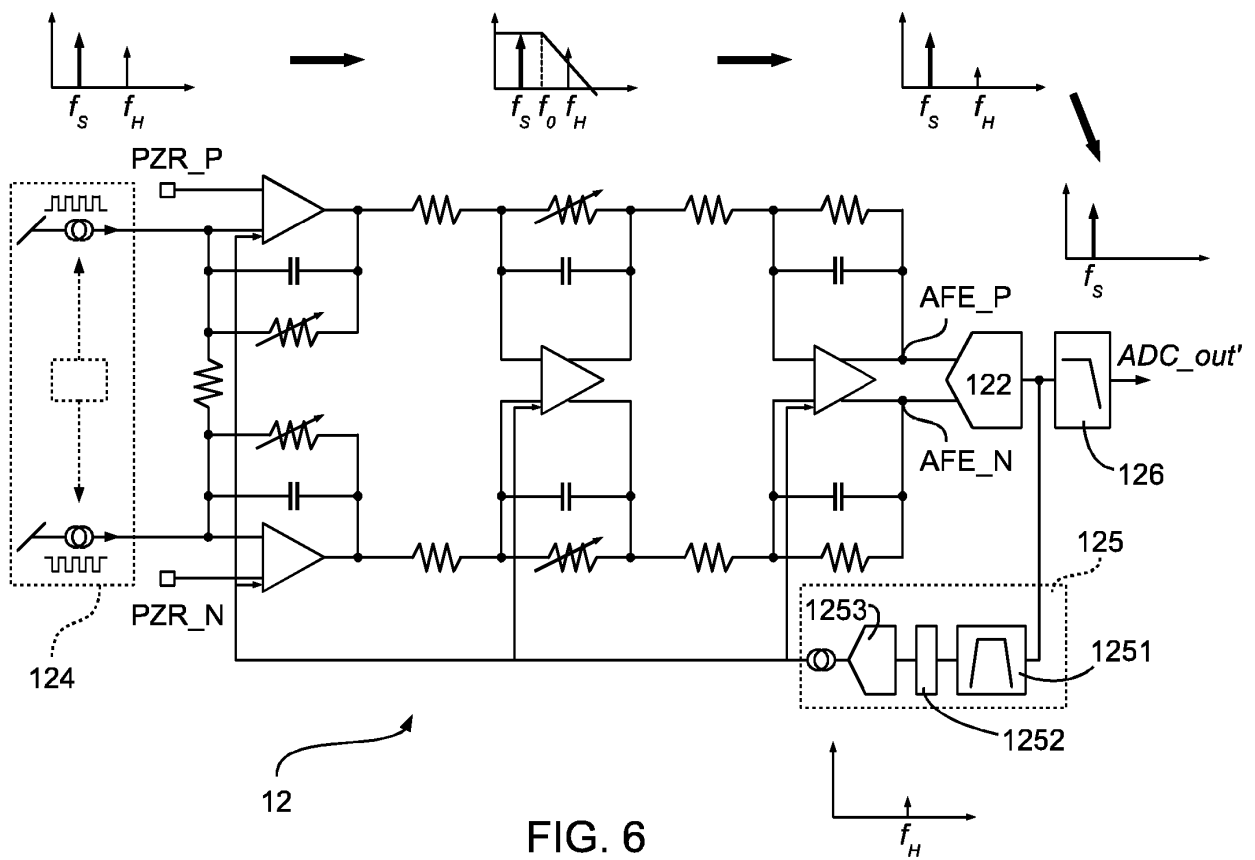 f_S f_H
f_S f_0 f_H
f_S f_H
f_S
PZR_P
AFE_P
122
ADC_out'
AFE_N
126
PZR_N
124
125
1253
1251
1252
12
f_H
FIG. 6